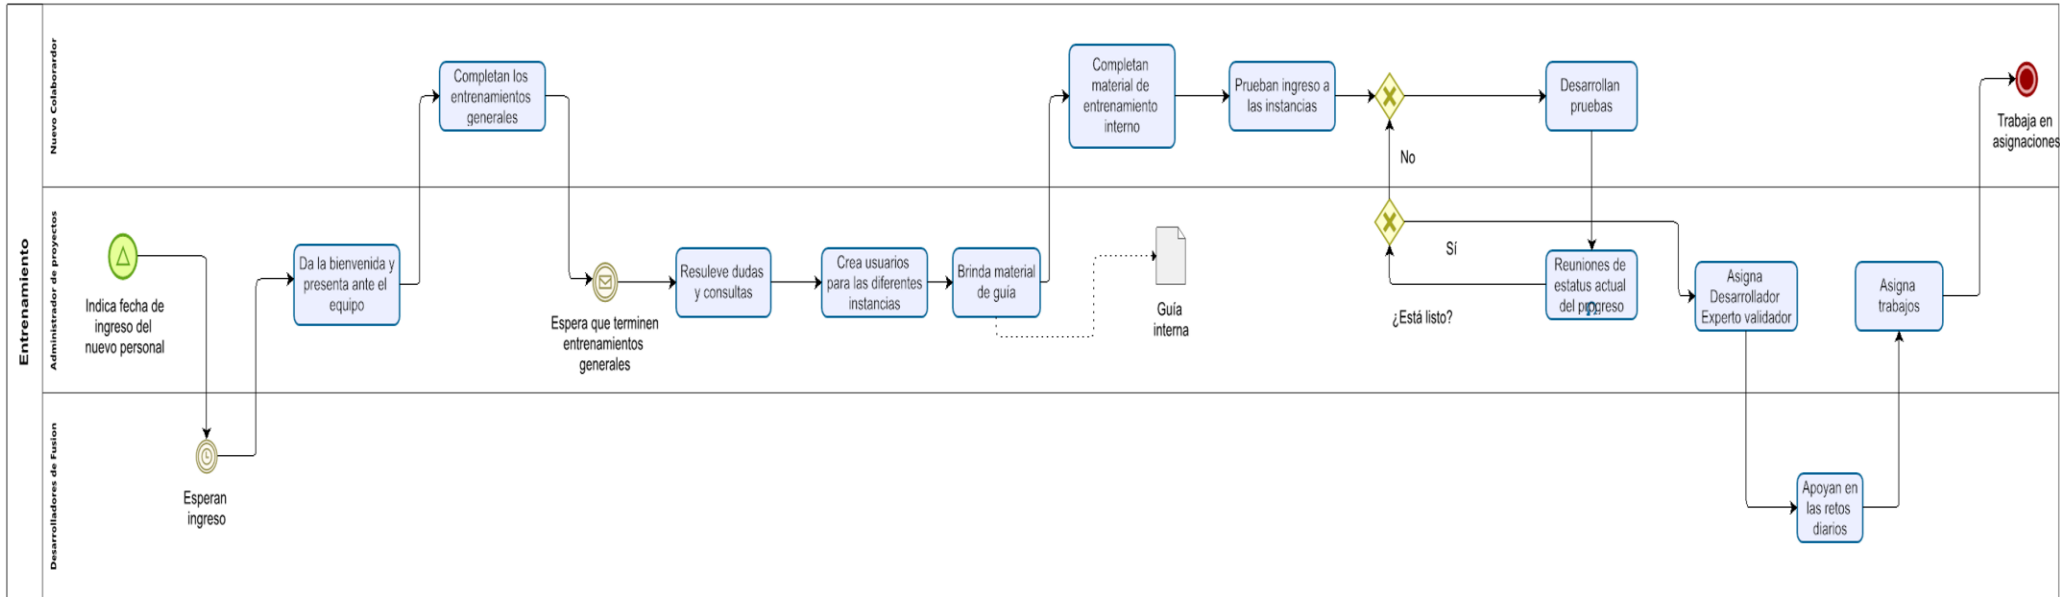 Entrenamiento
Nuevo Colaborardor
Completan los
entrenamientos
generales
Completan
material de
entrenamiento
interno
Prueban ingreso a
las instancias
No
Desarrollan
pruebas
Trabaja en
asignaciones
Administrador de proyectos
Indica fecha de
ingreso del
nuevo personal
Da la bienvenida y
presenta ante el
equipo
Espera que terminen
entrenamientos
generales
Resuleve dudas
y consultas
Crea usuarios
para las diferentes
instancias
Brinda material
de guía
Guía
interna
¿Está listo?
Sí
Reuniones de
estatus actual
del progreso
Asigna
Desarrollador
Experto validador
Asigna
trabajos
Desarrolladores de Fusion
Esperan
ingreso
Apoyan en
las retos
diarios